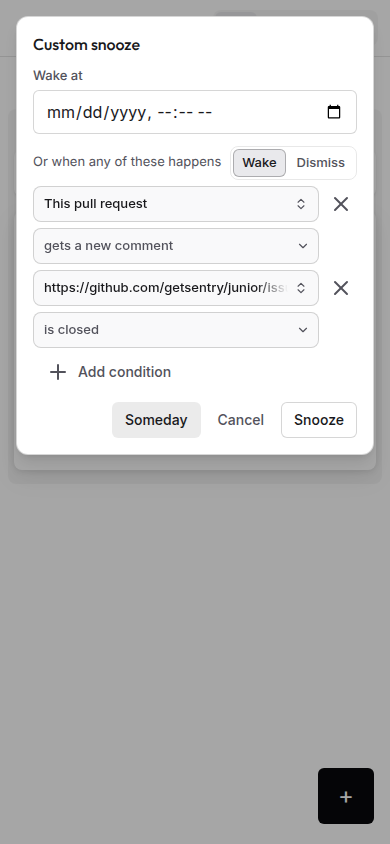 Custom snooze
Wake at
mm/dd/yyyy, --:-- --
Or when any of these happens
Wake
Dismiss
This pull request
gets a new comment
https://github.com/getsentry/junior/iss
is closed
+ Add condition
Someday
Cancel
Snooze
+